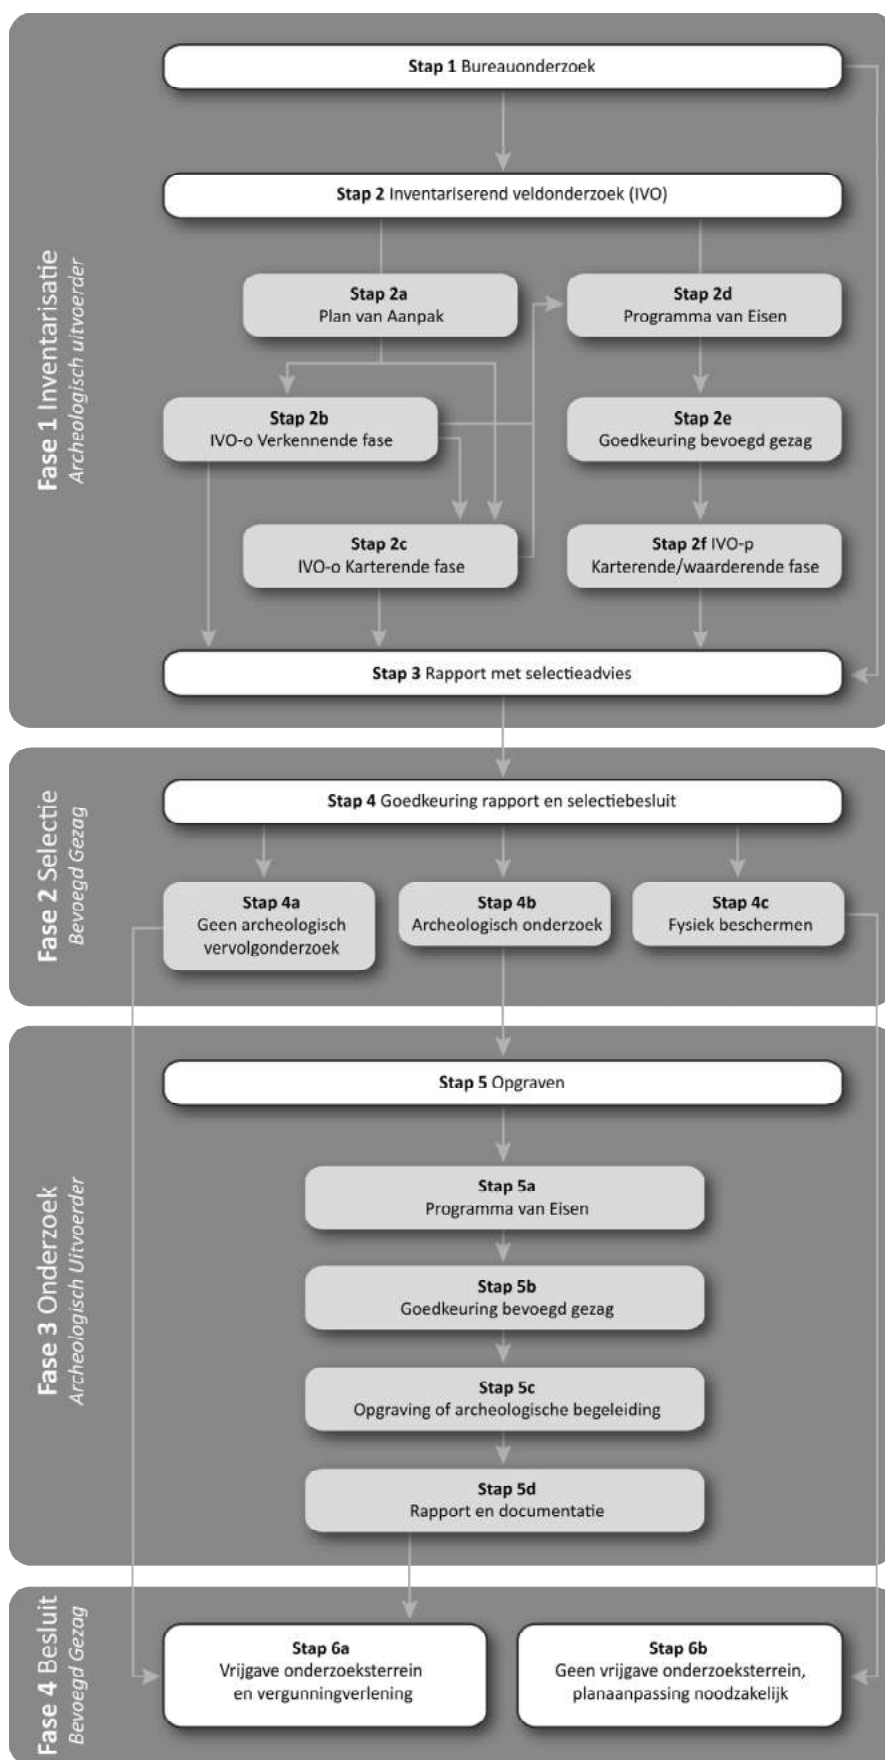 Fase 1 Inventarisatie
Archeologisch uitvoerder
Stap 1 Bureauonderzoek
Stap 2 Inventariserend veldonderzoek (IVO)
Stap 2a
Plan van Aanpak
Stap 2d
Programma van Eisen
Stap 2b
IVO-o Verkennende fase
Stap 2e
Goedkeuring bevoegd gezag
Stap 2c
IVO-o Karterende fase
Stap 2f IVO-p
Karterende/waarderende fase
Stap 3 Rapport met selectieadvies
Fase 2 Selectie
Bevoegd Gezag
Stap 4 Goedkeuring rapport en selectiebesluit
Stap 4a
Geen archeologisch
vervolgonderzoek
Stap 4b
Archeologisch onderzoek
Stap 4c
Fysiek beschermen
Fase 3 Onderzoek
Archeologisch Uitvoerder
Stap 5 Opgraven
Stap 5a
Programma van Eisen
Stap 5b
Goedkeuring bevoegd gezag
Stap 5c
Opgraving of archeologische begeleiding
Stap 5d
Rapport en documentatie
Fase 4 Besluit
Bevoegd Gezag
Stap 6a
Vrijgave onderzoeksterrein
en vergunningverlening
Stap 6b
Geen vrijgave onderzoeksterrein,
planaanpassing noodzakelijk